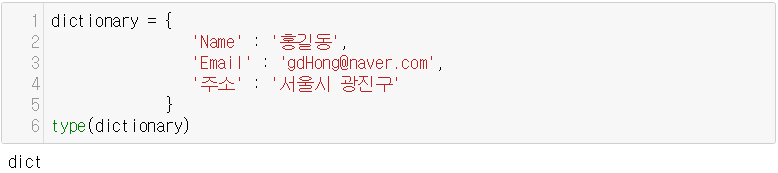 1 dictionary = {
2 'Name' : '홍길동',
3 'Email' : 'gdHong@naver.com',
4 '주소' : '서울시 광진구'
5 }
6 type(dictionary)
dict